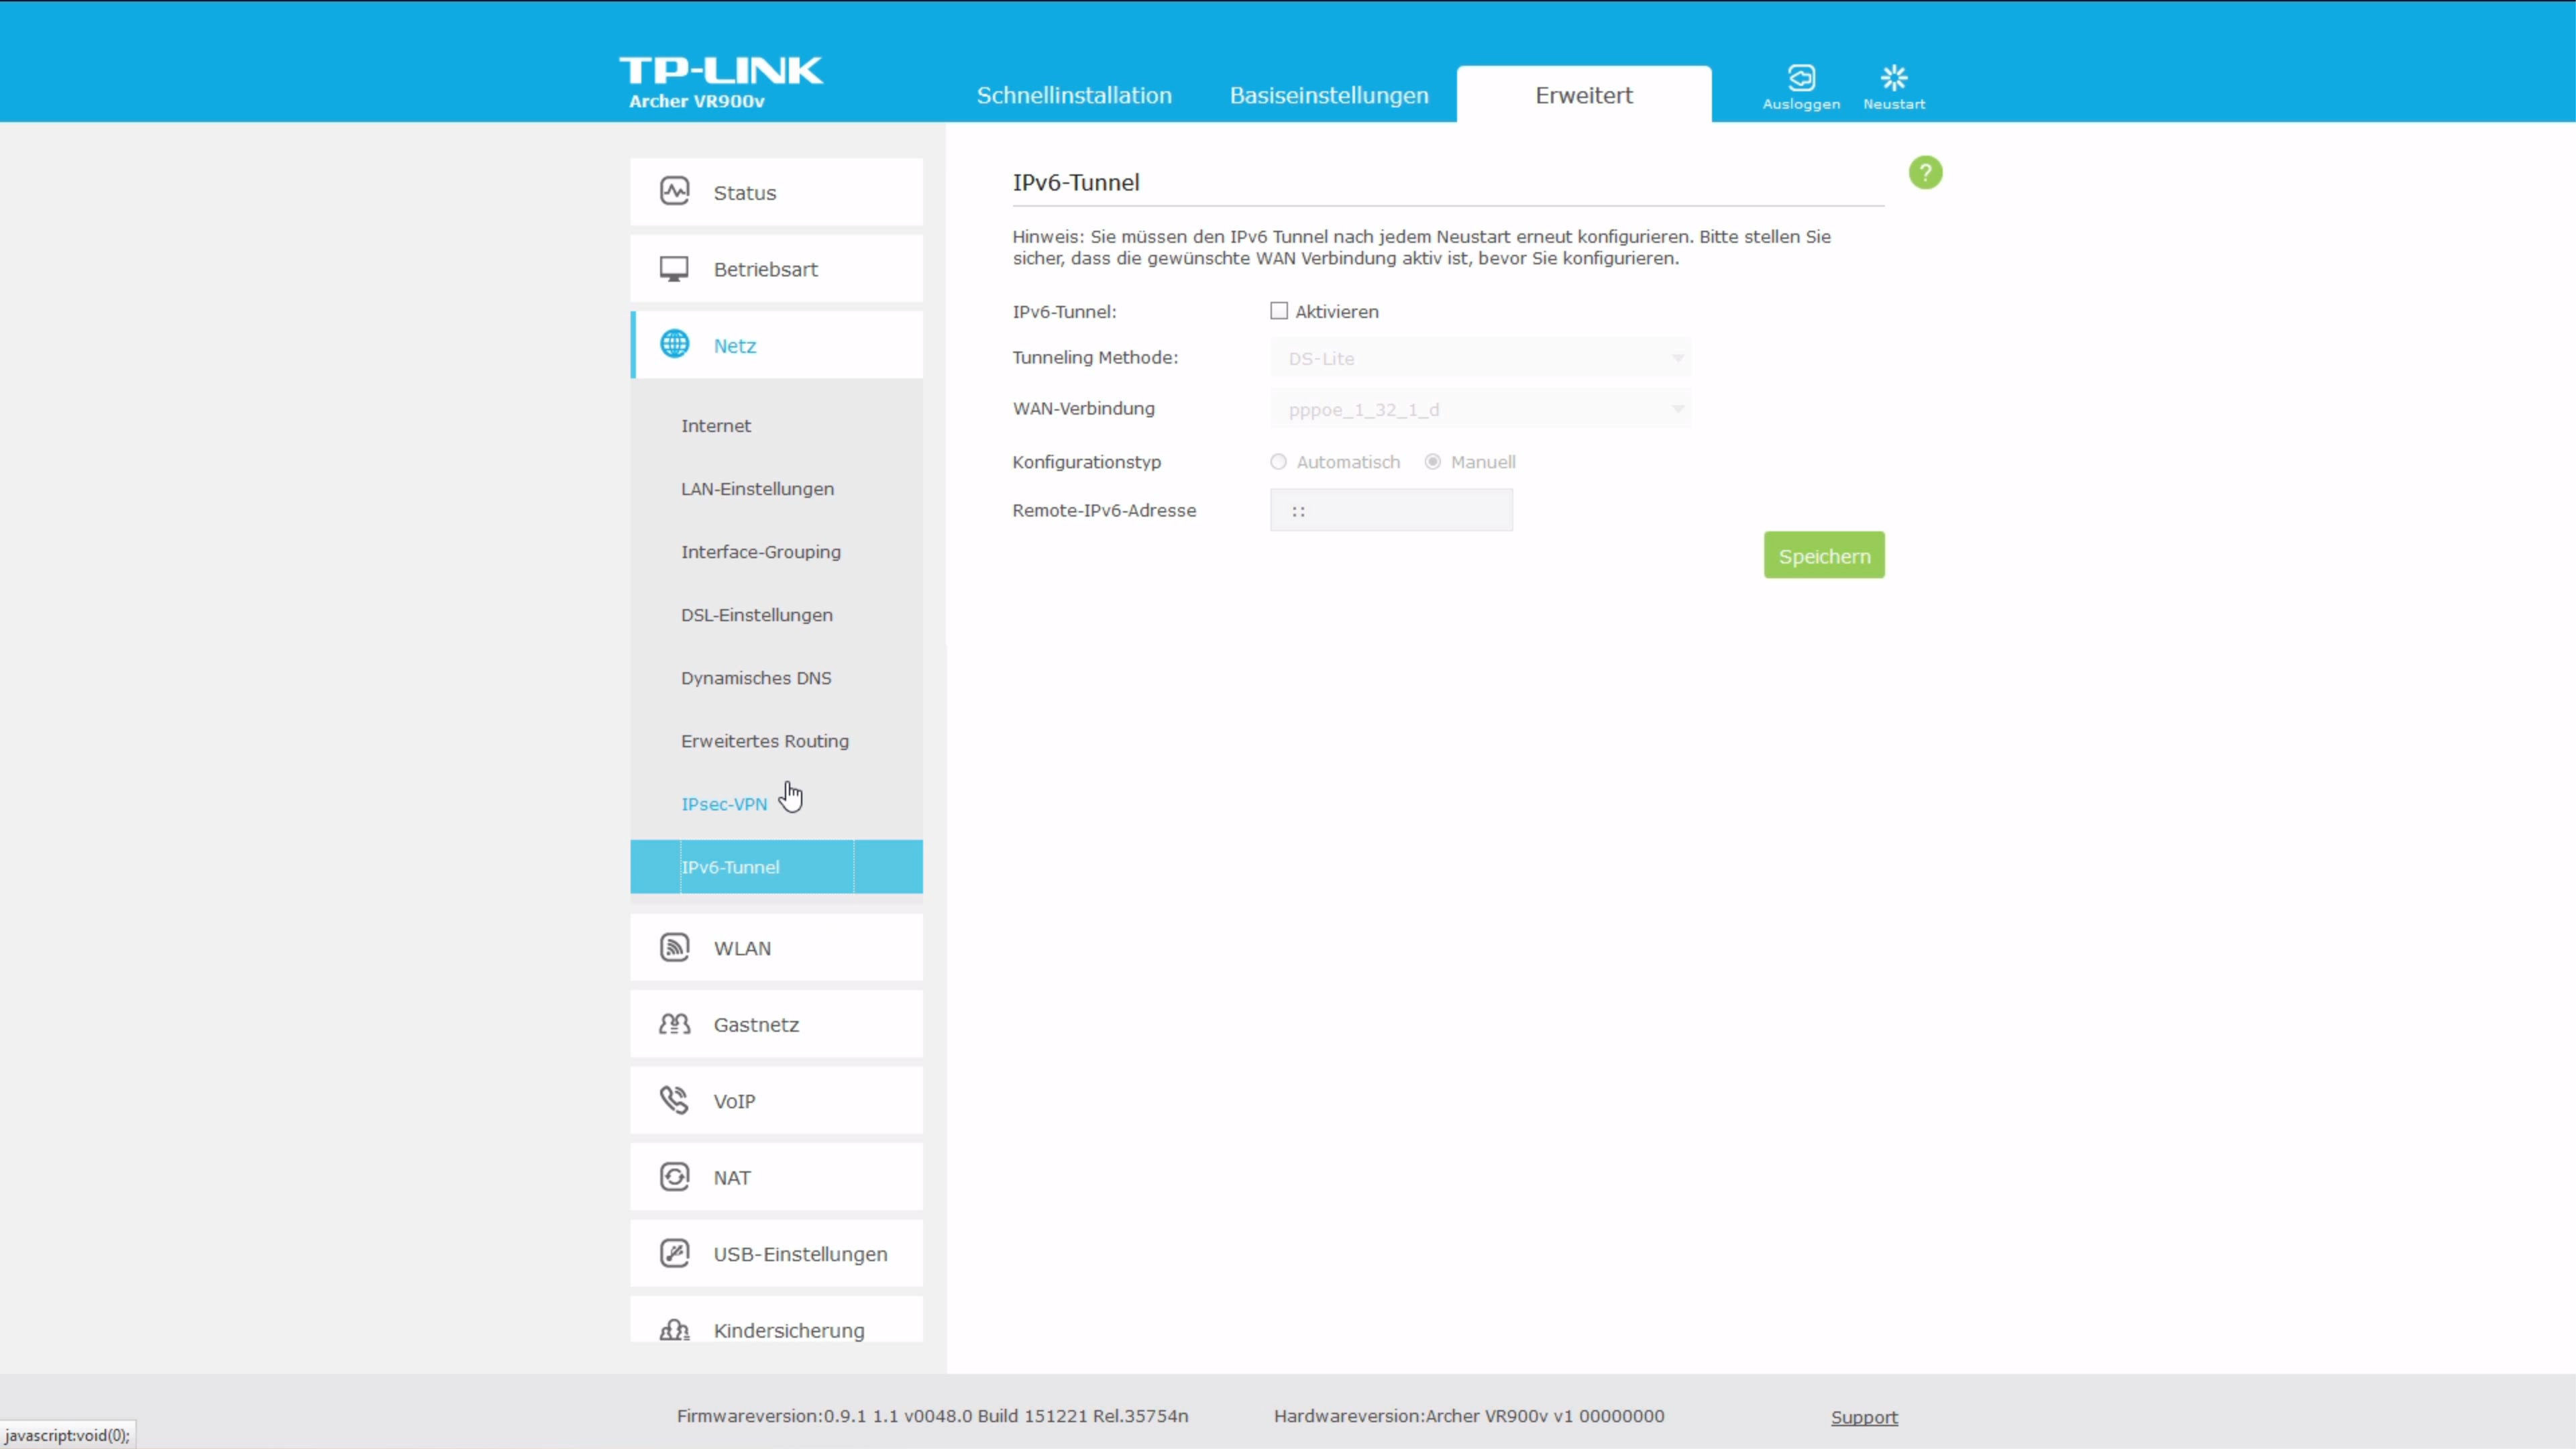 TP-LINK
Archer VR900v
Schnellinstallation
Basiseinstellungen
Erweitert
Ausloggen
Neustart
Status
Betriebsart
Netz
Internet
LAN-Einstellungen
Interface-Grouping
DSL-Einstellungen
Dynamisches DNS
Erweitertes Routing
IPsec-VPN
IPv6-Tunnel
WLAN
Gastnetz
VoIP
NAT
USB-Einstellungen
Kindersicherung
IPv6-Tunnel
?
Hinweis: Sie müssen den IPv6 Tunnel nach jedem Neustart erneut konfigurieren. Bitte stellen Sie
sicher, dass die gewünschte WAN Verbindung aktiv ist, bevor Sie konfigurieren.
IPv6-Tunnel: Aktivieren
Tunneling Methode: DS-Lite
WAN-Verbindung pppoe_1_32_1_d
Konfigurationstyp Automatisch Manuell
Remote-IPv6-Adresse ::
Speichern
Firmwareversion:0.9.1 1.1 v0048.0 Build 151221 Rel.35754n
Hardwareversion:Archer VR900v v1 00000000
Support
javascript:void(0);